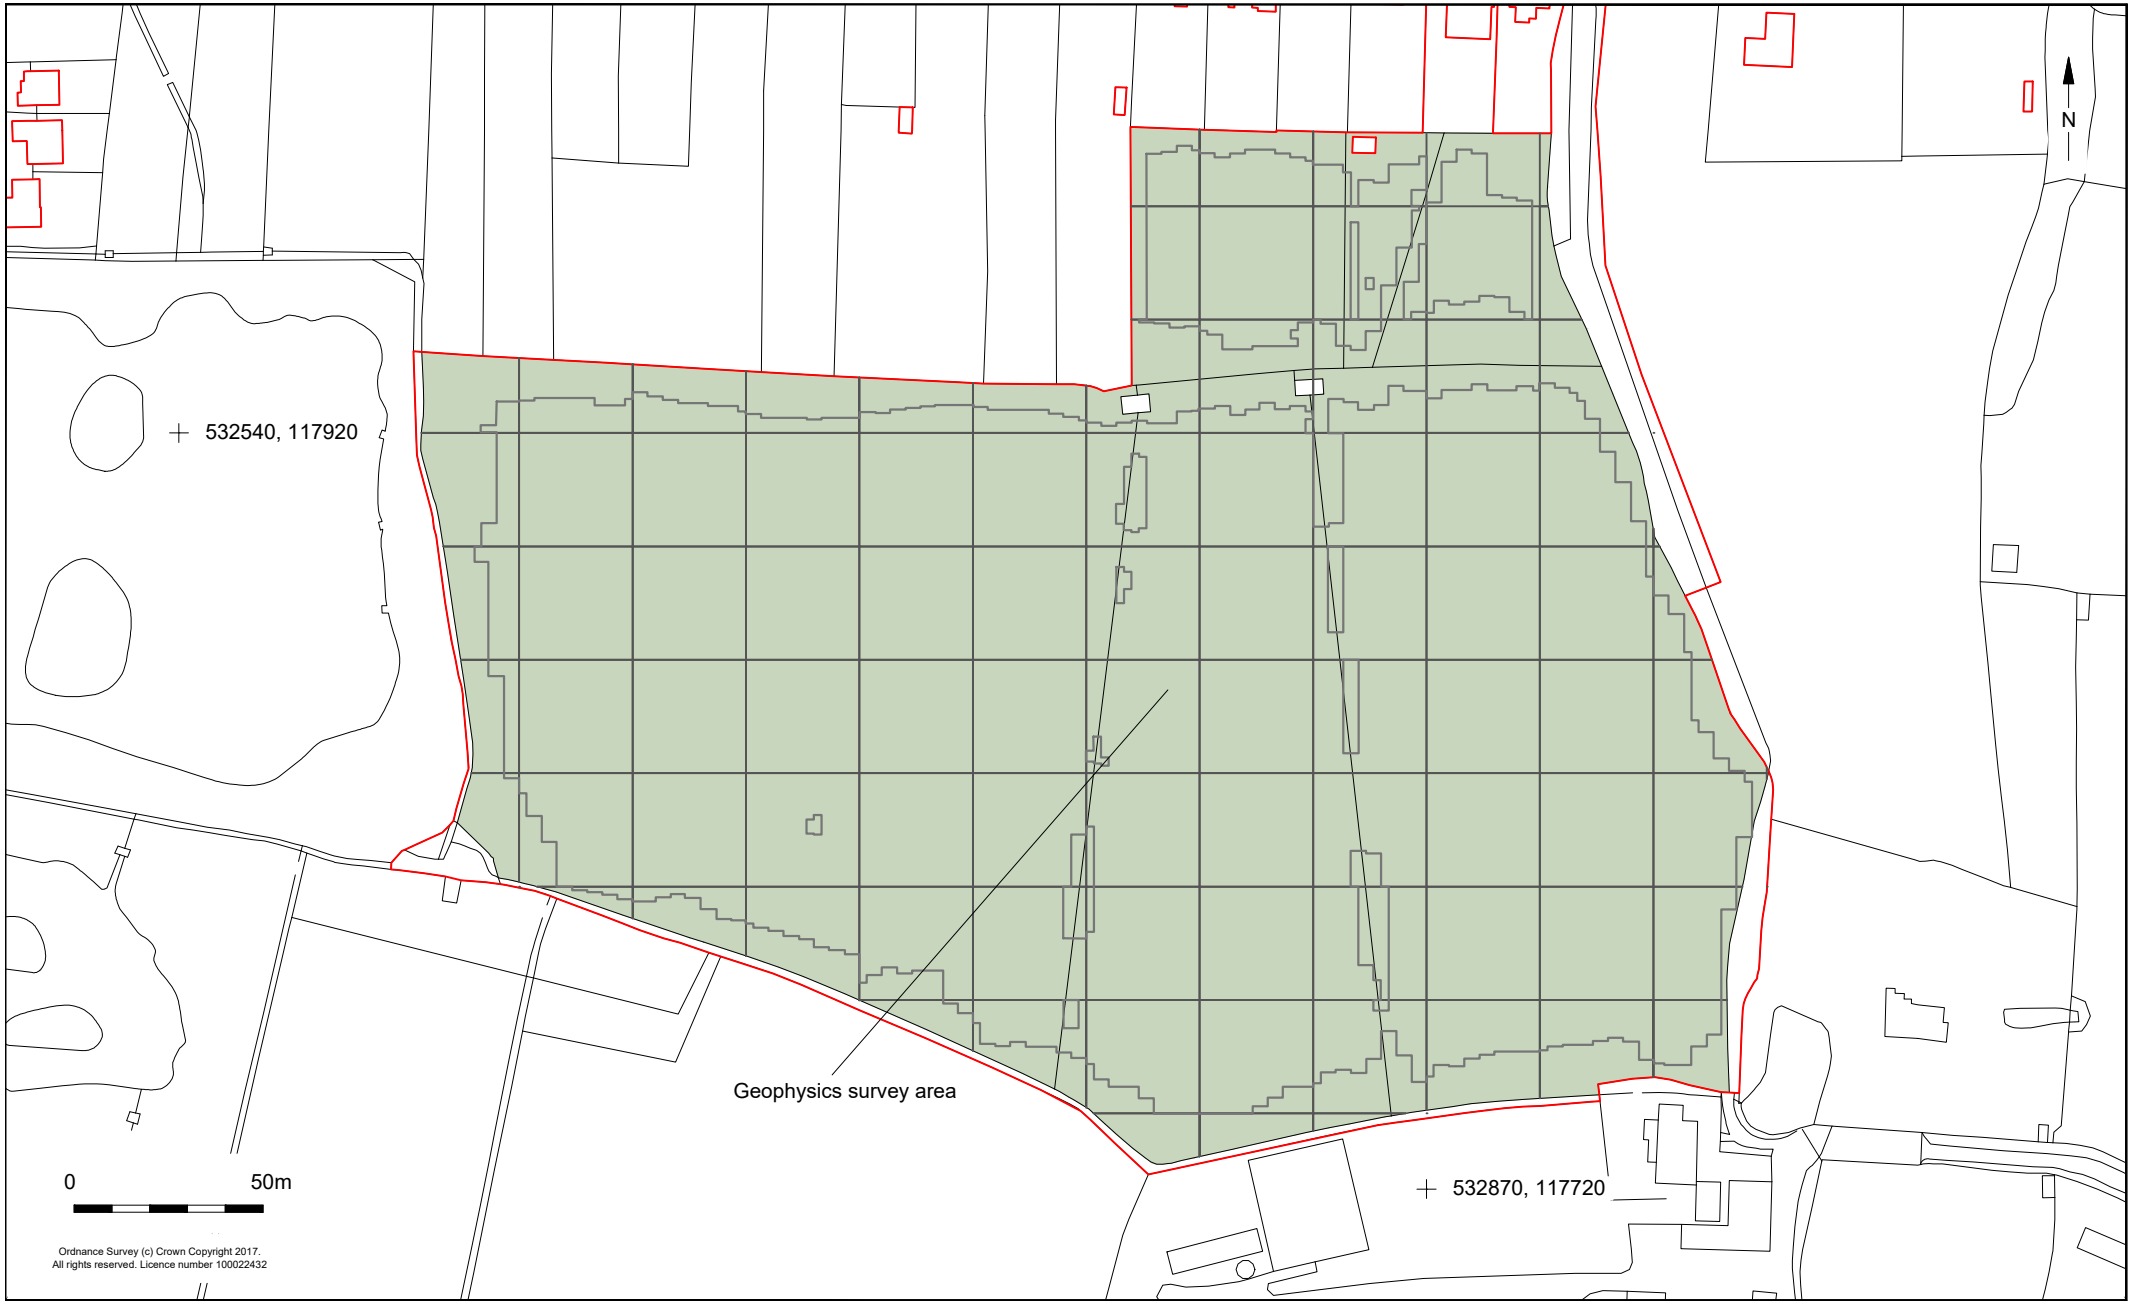 N
532540, 117920
Geophysics survey area
0 50m
532870, 117720
Ordnance Survey (c) Crown Copyright 2017.
All rights reserved. Licence number 100022432